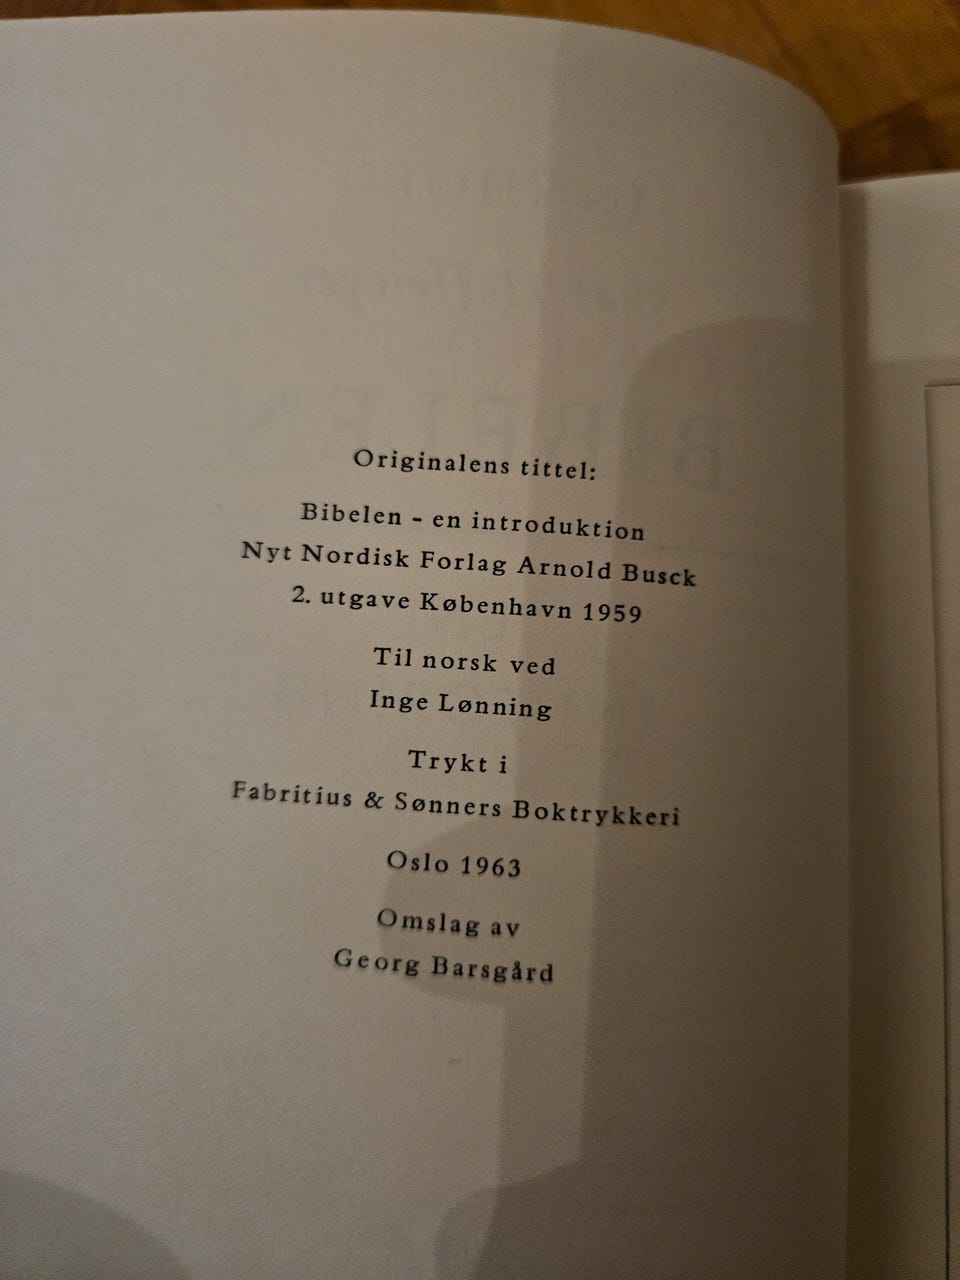 Originalens tittel:
Bibelen - en introduktion
Nyt Nordisk Forlag Arnold Busck
2. utgave København 1959
Til norsk ved
Inge Lønning
Trykt i
Fabritius & Sønners Boktrykkeri
Oslo 1963
Omslag av
Georg Barsgård